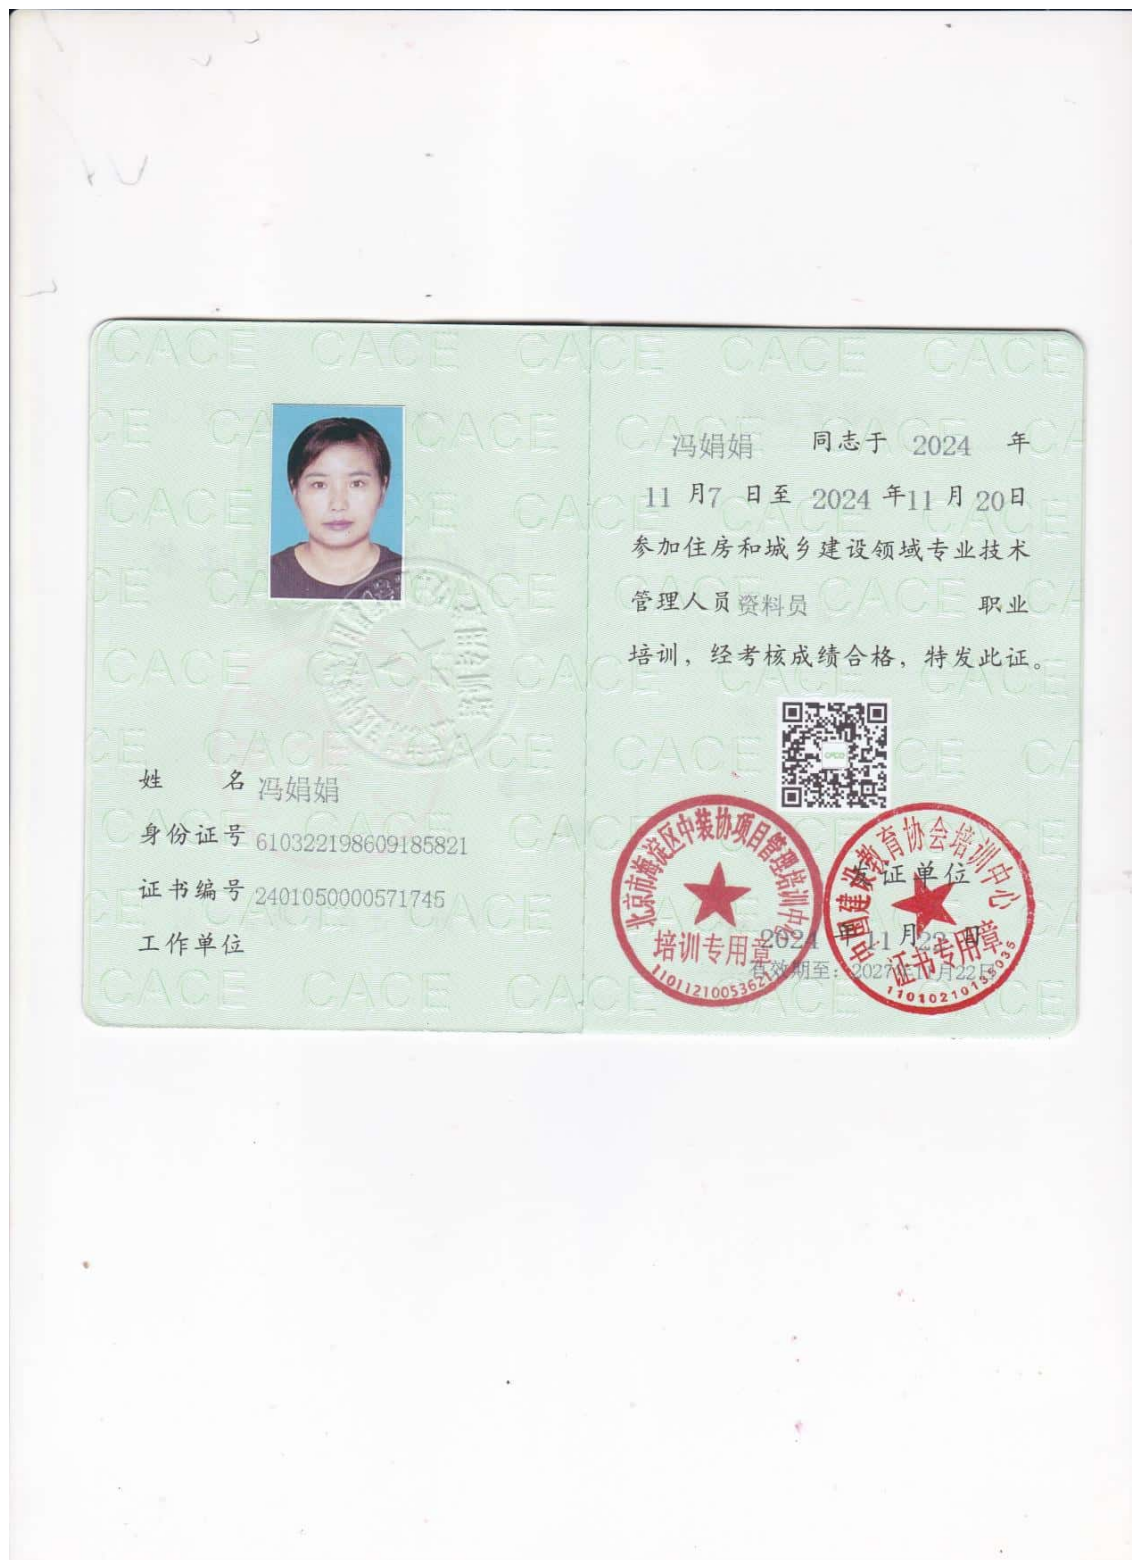 CACE
姓 名 冯娟娟
身份证号 610322198609185821
证书编号 2401050000571745
工作单位
冯娟娟 同志于 2024 年
11 月 7 日至 2024 年 11 月 20 日
参加住房和城乡建设领域专业技术
管理人员 资料员 职业
培训，经考核成绩合格，特发此证。
北京市海淀区中装协项目管理培训中心
培训专用章
1101121005362
中国建设教育协会培训中心
证书专用章
11010210135035
发证单位
2024 年 11 月 22 日
有效期至：2027年11月22日